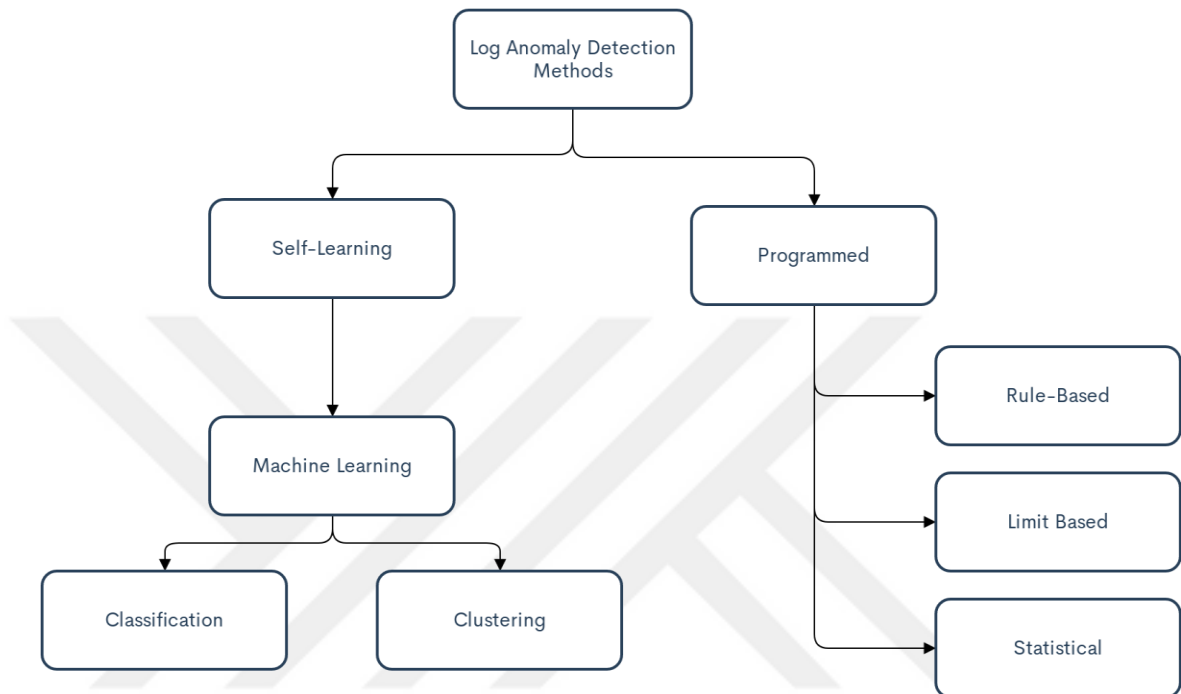 Log Anomaly Detection
Methods
Self-Learning
Programmed
Rule-Based
Machine Learning
Limit Based
Classification
Clustering
Statistical